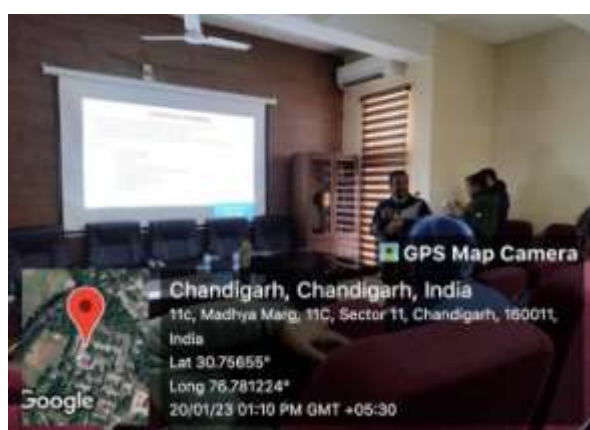 GPS Map Camera
Chandigarh, Chandigarh, India
11c, Madhya Marg, 11C, Sector 11, Chandigarh, 160011,
India
Lat 30.75655°
Long 76.781224°
20/01/23 01:10 PM GMT +05:30
Google